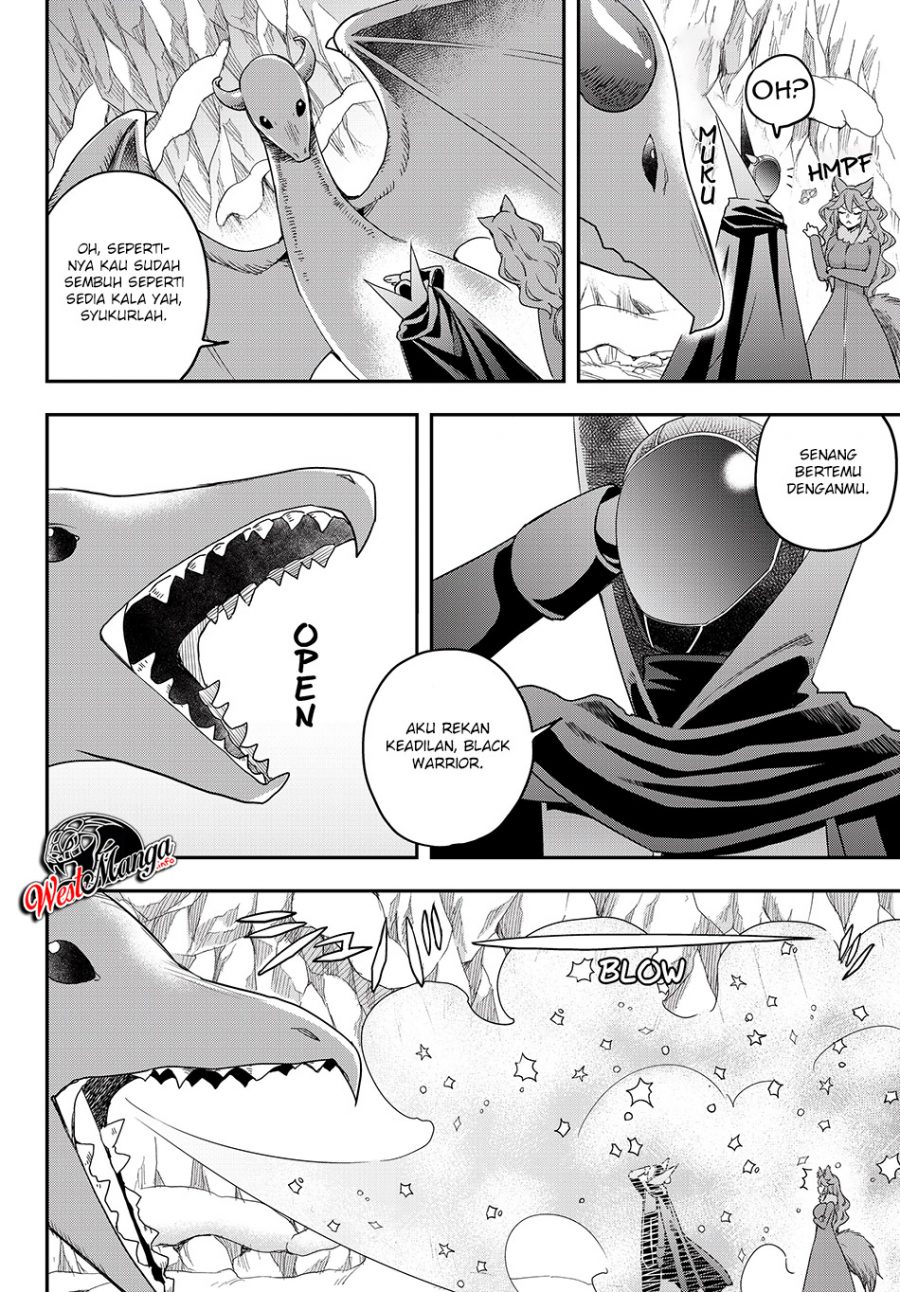 OH?
HMPF
MUKU
OH, SEPERTI-
NYA KAU SUDAH
SEMBUH SEPERTI
SEDIA KALA YAH,
SYUKURLAH.
SENANG
BERTEMU
DENGANMU.
AKU REKAN
KEADILAN, BLACK
WARRIOR.
OPEN
WestManga
.info
BLOW